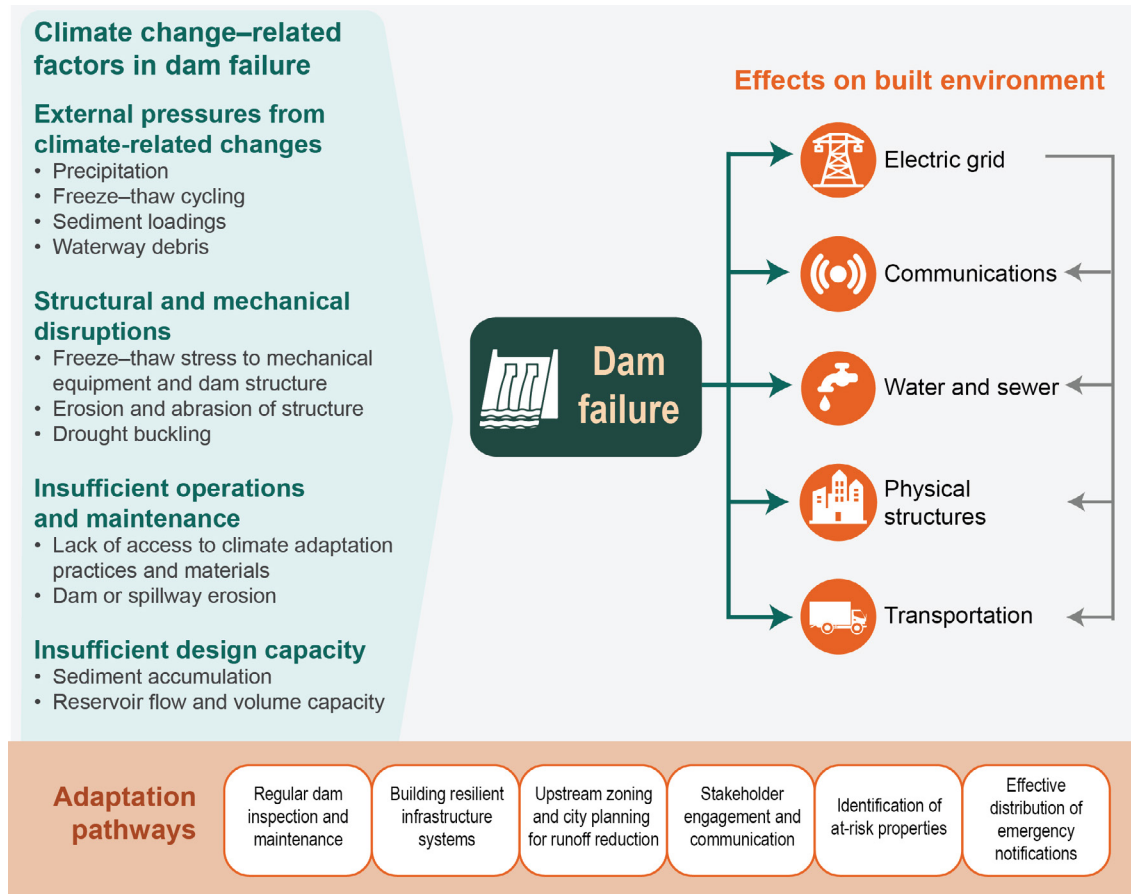 Climate change–related
factors in dam failure
External pressures from
climate-related changes
• Precipitation
• Freeze–thaw cycling
• Sediment loadings
• Waterway debris
Structural and mechanical
disruptions
• Freeze–thaw stress to mechanical
equipment and dam structure
• Erosion and abrasion of structure
• Drought buckling
Insufficient operations
and maintenance
• Lack of access to climate adaptation
practices and materials
• Dam or spillway erosion
Insufficient design capacity
• Sediment accumulation
• Reservoir flow and volume capacity
Dam
failure
Effects on built environment
Electric grid
Communications
Water and sewer
Physical
structures
Transportation
Adaptation
pathways
Regular dam
inspection and
maintenance
Building resilient
infrastructure
systems
Upstream zoning
and city planning
for runoff reduction
Stakeholder
engagement and
communication
Identification of
at-risk properties
Effective
distribution of
emergency
notifications